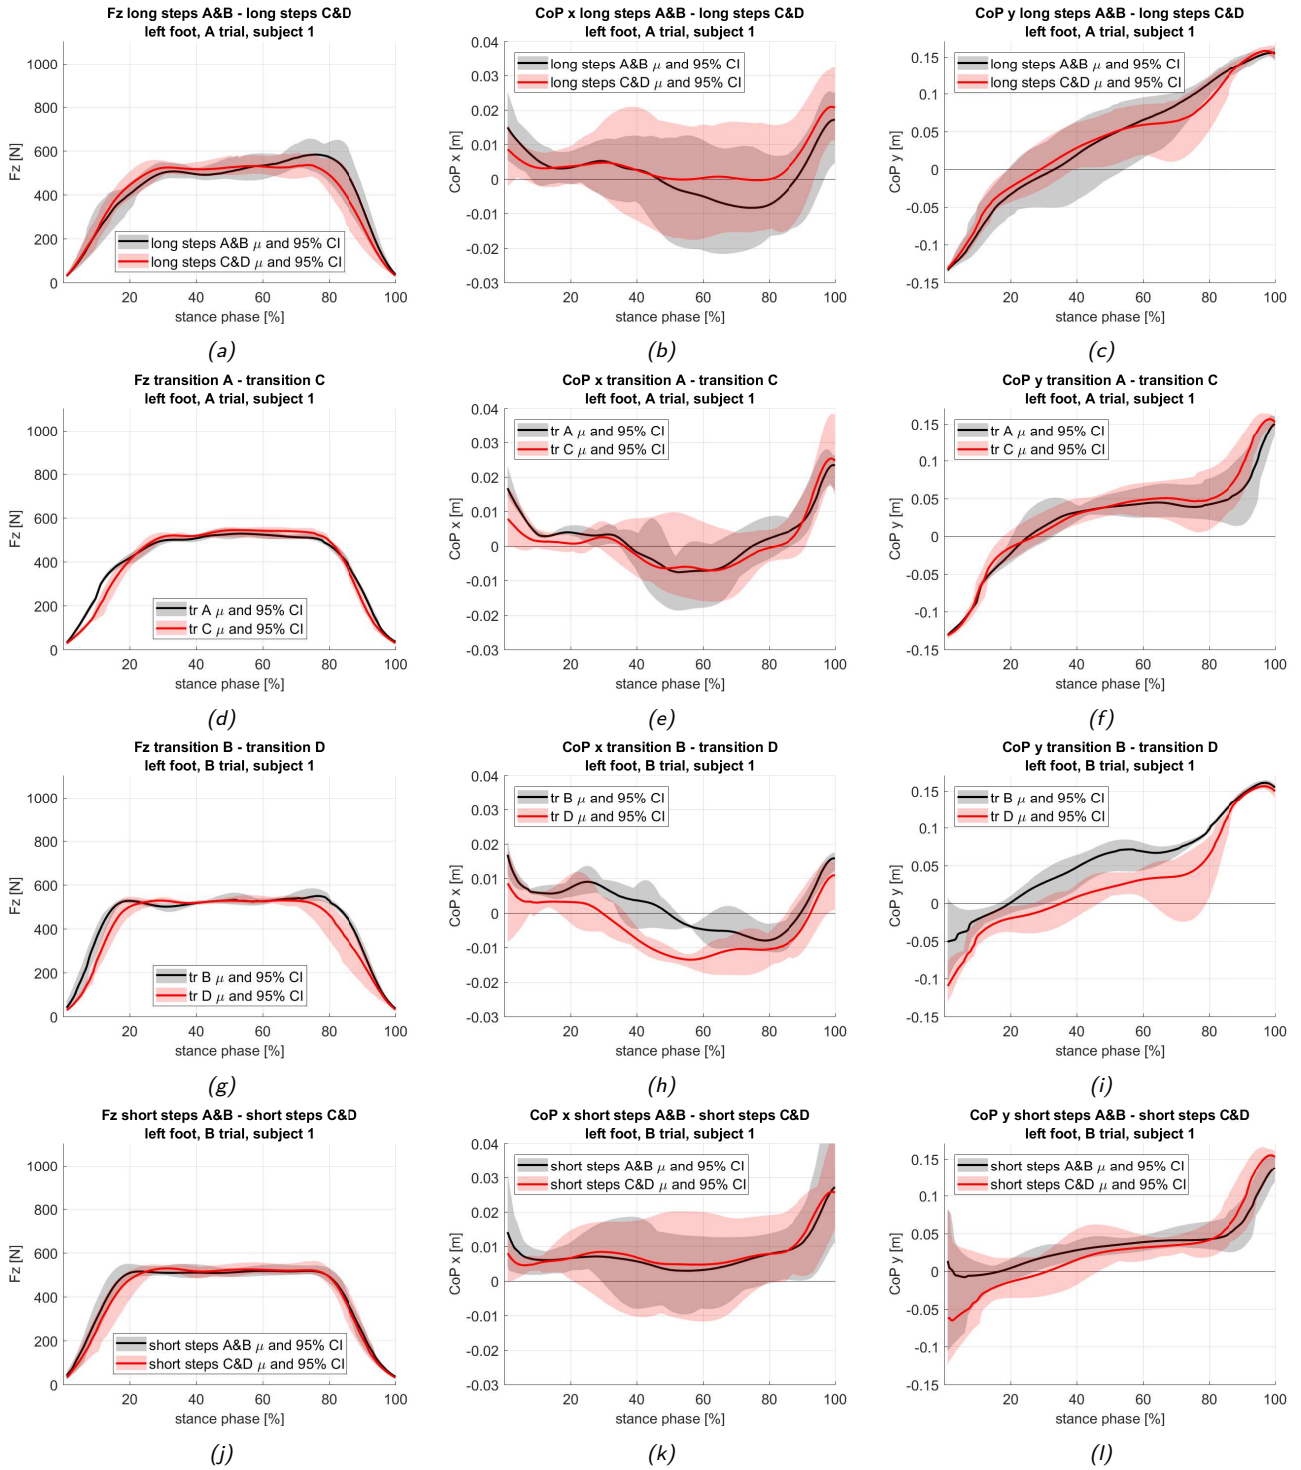 Fz long steps A&B - long steps C&D
left foot, A trial, subject 1
Fz [N]
1000
800
600
400
200
0
long steps A&B μ and 95% CI
long steps C&D μ and 95% CI
20 40 60 80 100
stance phase [%]
(a)
CoP x long steps A&B - long steps C&D
left foot, A trial, subject 1
CoP x [m]
0.04
0.03
0.02
0.01
0
-0.01
-0.02
-0.03
long steps A&B μ and 95% CI
long steps C&D μ and 95% CI
20 40 60 80 100
stance phase [%]
(b)
CoP y long steps A&B - long steps C&D
left foot, A trial, subject 1
CoP y [m]
0.15
0.1
0.05
0
-0.05
-0.1
-0.15
long steps A&B μ and 95% CI
long steps C&D μ and 95% CI
20 40 60 80 100
stance phase [%]
(c)
Fz transition A - transition C
left foot, A trial, subject 1
Fz [N]
1000
800
600
400
200
0
tr A μ and 95% CI
tr C μ and 95% CI
20 40 60 80 100
stance phase [%]
(d)
CoP x transition A - transition C
left foot, A trial, subject 1
CoP x [m]
0.04
0.03
0.02
0.01
0
-0.01
-0.02
-0.03
tr A μ and 95% CI
tr C μ and 95% CI
20 40 60 80 100
stance phase [%]
(e)
CoP y transition A - transition C
left foot, A trial, subject 1
CoP y [m]
0.15
0.1
0.05
0
-0.05
-0.1
-0.15
tr A μ and 95% CI
tr C μ and 95% CI
20 40 60 80 100
stance phase [%]
(f)
Fz transition B - transition D
left foot, B trial, subject 1
Fz [N]
1000
800
600
400
200
0
tr B μ and 95% CI
tr D μ and 95% CI
20 40 60 80 100
stance phase [%]
(g)
CoP x transition B - transition D
left foot, B trial, subject 1
CoP x [m]
0.04
0.03
0.02
0.01
0
-0.01
-0.02
-0.03
tr B μ and 95% CI
tr D μ and 95% CI
20 40 60 80 100
stance phase [%]
(h)
CoP y transition B - transition D
left foot, B trial, subject 1
CoP y [m]
0.15
0.1
0.05
0
-0.05
-0.1
-0.15
tr B μ and 95% CI
tr D μ and 95% CI
20 40 60 80 100
stance phase [%]
(i)
Fz short steps A&B - short steps C&D
left foot, B trial, subject 1
Fz [N]
1000
800
600
400
200
0
short steps A&B μ and 95% CI
short steps C&D μ and 95% CI
20 40 60 80 100
stance phase [%]
(j)
CoP x short steps A&B - short steps C&D
left foot, B trial, subject 1
CoP x [m]
0.04
0.03
0.02
0.01
0
-0.01
-0.02
-0.03
short steps A&B μ and 95% CI
short steps C&D μ and 95% CI
20 40 60 80 100
stance phase [%]
(k)
CoP y short steps A&B - short steps C&D
left foot, B trial, subject 1
CoP y [m]
0.15
0.1
0.05
0
-0.05
-0.1
-0.15
short steps A&B μ and 95% CI
short steps C&D μ and 95% CI
20 40 60 80 100
stance phase [%]
(l)